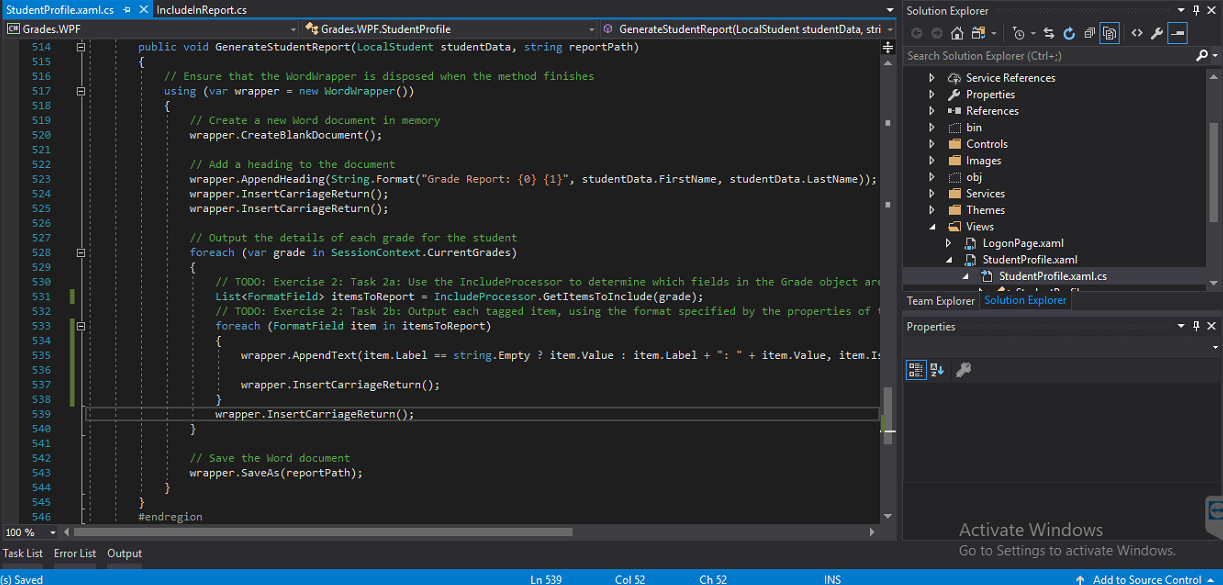 StudentProfile.xaml.cs IncludeInReport.cs
Grades.WPF Grades.WPF.StudentProfile GenerateStudentReport(LocalStudent studentData, stri
514 public void GenerateStudentReport(LocalStudent studentData, string reportPath)
515 {
516 // Ensure that the WordWrapper is disposed when the method finishes
517 using (var wrapper = new WordWrapper())
518 {
519 // Create a new Word document in memory
520 wrapper.CreateBlankDocument();
521
522 // Add a heading to the document
523 wrapper.AppendHeading(String.Format("Grade Report: {0} {1}", studentData.FirstName, studentData.LastName));
524 wrapper.InsertCarriageReturn();
525 wrapper.InsertCarriageReturn();
526
527 // Output the details of each grade for the student
528 foreach (var grade in SessionContext.CurrentGrades)
529 {
530 // TODO: Exercise 2: Task 2a: Use the IncludeProcessor to determine which fields in the Grade object are
531 List<FormatField> itemsToReport = IncludeProcessor.GetItemsToInclude(grade);
532 // TODO: Exercise 2: Task 2b: Output each tagged item, using the format specified by the properties of
533 foreach (FormatField item in itemsToReport)
534 {
535 wrapper.AppendText(item.Label == string.Empty ? item.Value : item.Label + ": " + item.Value, item.Is
536
537 wrapper.InsertCarriageReturn();
538 }
539 wrapper.InsertCarriageReturn();
540 }
541
542 // Save the Word document
543 wrapper.SaveAs(reportPath);
544 }
545 }
546 #endregion
100 %
Task List Error List Output
(s) Saved Ln 539 Col 52 Ch 52 INS Add to Source Control
Solution Explorer
Search Solution Explorer (Ctrl+;)
Service References
Properties
References
bin
Controls
Images
obj
Services
Themes
Views
LogonPage.xaml
StudentProfile.xaml
StudentProfile.xaml.cs
Team Explorer Solution Explorer
Properties
Activate Windows
Go to Settings to activate Windows.